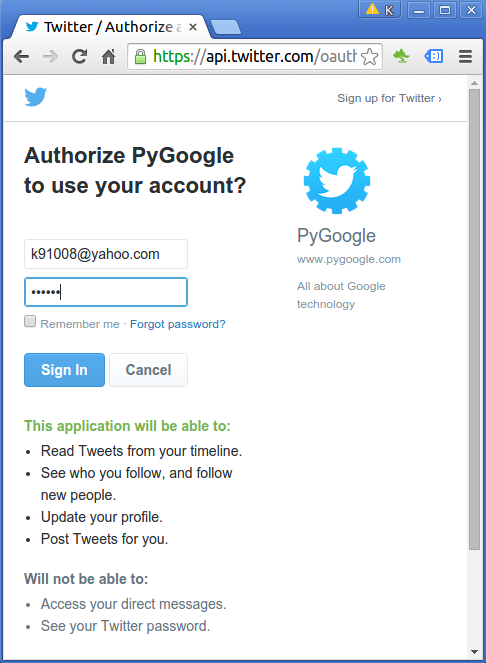 K
Twitter / Authorize a
https://api.twitter.com/oauth
Sign up for Twitter ›
Authorize PyGoogle
to use your account?
k91008@yahoo.com
••••••
Remember me · Forgot password?
Sign In Cancel
This application will be able to:
• Read Tweets from your timeline.
• See who you follow, and follow
new people.
• Update your profile.
• Post Tweets for you.
Will not be able to:
• Access your direct messages.
• See your Twitter password.
PyGoogle
www.pygoogle.com
All about Google
technology